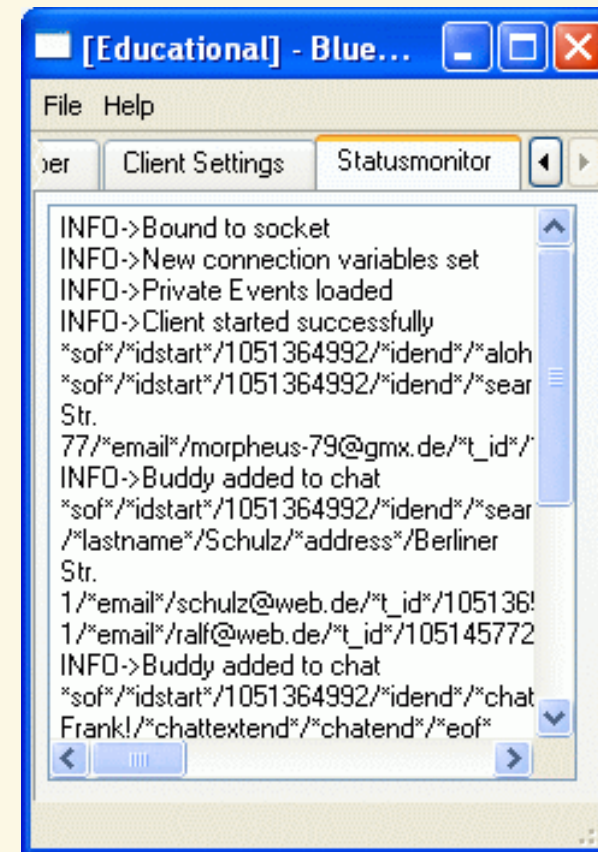 [Educational] - Blue...
File Help
per Client Settings Statusmonitor
INFO->Bound to socket
INFO->New connection variables set
INFO->Private Events loaded
INFO->Client started successfully
*sof*/*idstart*/1051364992/*idend*/*aloh
*sof*/*idstart*/1051364992/*idend*/*sear
Str.
77/*email*/morpheus-79@gmx.de/*t_id*/
INFO->Buddy added to chat
*sof*/*idstart*/1051364992/*idend*/*sear
/*lastname*/Schulz/*address*/Berliner
Str.
1/*email*/schulz@web.de/*t_id*/105136
1/*email*/ralf@web.de/*t_id*/105145772
INFO->Buddy added to chat
*sof*/*idstart*/1051364992/*idend*/*chat
Frank!/*chattextend*/*chatend*/*eof*